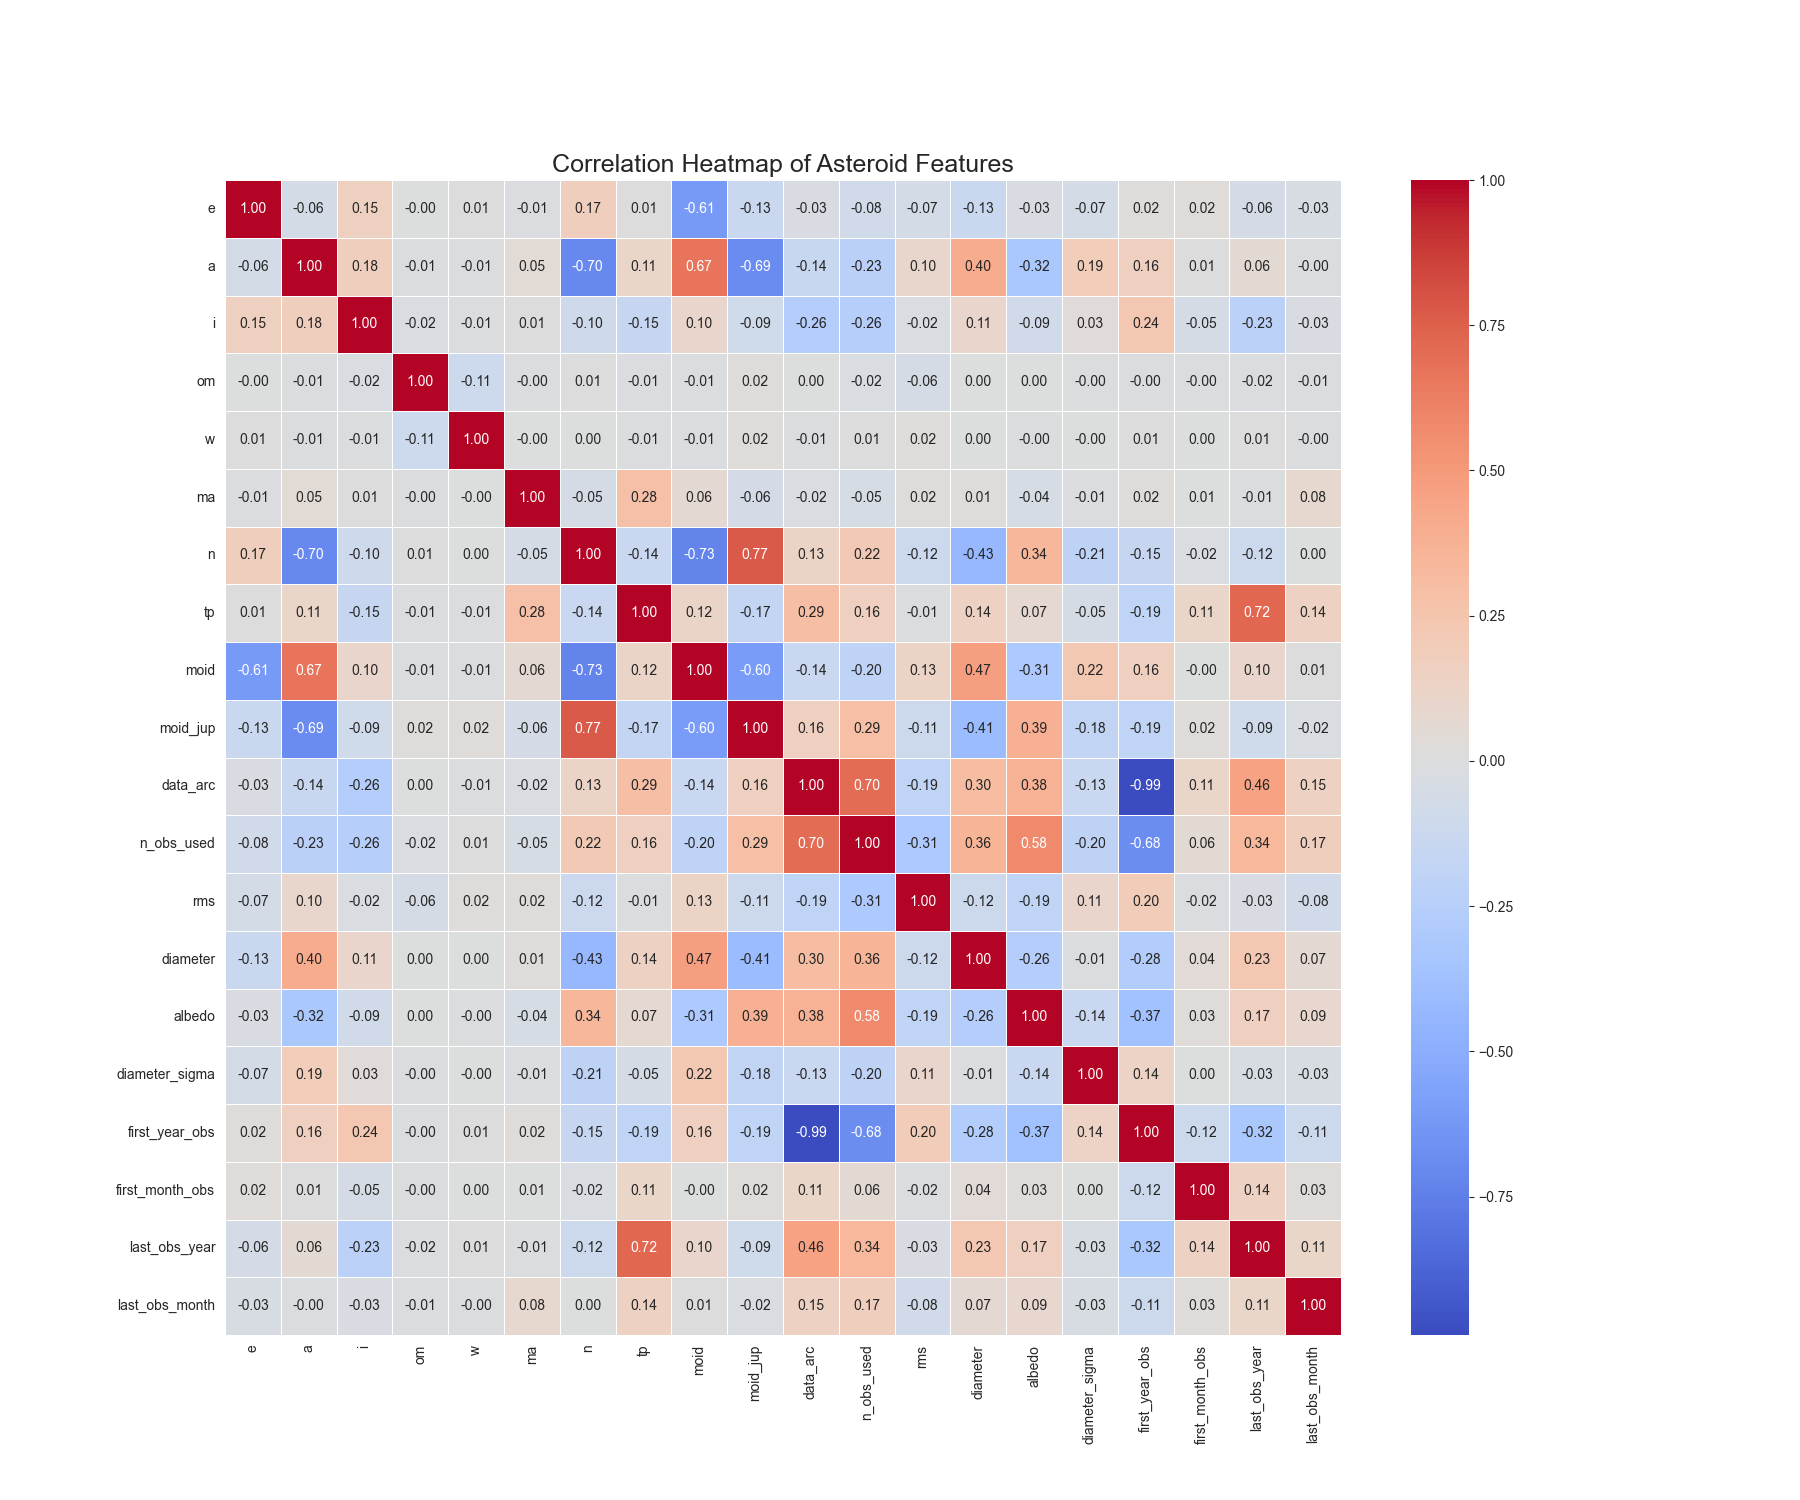 Correlation Heatmap of Asteroid Features
e 1.00 -0.06 0.15 -0.00 0.01 -0.01 0.17 0.01 -0.61 -0.13 -0.03 -0.08 -0.07 -0.13 -0.03 -0.07 0.02 0.02 -0.06 -0.03
a -0.06 1.00 0.18 -0.01 -0.01 0.05 -0.70 0.11 0.67 -0.69 -0.14 -0.23 0.10 0.40 -0.32 0.19 0.16 0.01 0.06 -0.00
i 0.15 0.18 1.00 -0.02 -0.01 0.01 -0.10 -0.15 0.10 -0.09 -0.26 -0.26 -0.02 0.11 -0.09 0.03 0.24 -0.05 -0.23 -0.03
om -0.00 -0.01 -0.02 1.00 -0.11 -0.00 0.01 -0.01 -0.01 0.02 0.00 -0.02 -0.06 0.00 0.00 -0.00 -0.00 -0.00 -0.02 -0.01
w 0.01 -0.01 -0.01 -0.11 1.00 -0.00 0.00 -0.01 -0.01 0.02 -0.01 0.01 0.02 0.00 -0.00 -0.00 0.01 0.00 0.01 -0.00
ma -0.01 0.05 0.01 -0.00 -0.00 1.00 -0.05 0.28 0.06 -0.06 -0.02 -0.05 0.02 0.01 -0.04 -0.01 0.02 0.01 -0.01 0.08
n 0.17 -0.70 -0.10 0.01 0.00 -0.05 1.00 -0.14 -0.73 0.77 0.13 0.22 -0.12 -0.43 0.34 -0.21 -0.15 -0.02 -0.12 0.00
tp 0.01 0.11 -0.15 -0.01 -0.01 0.28 -0.14 1.00 0.12 -0.17 0.29 0.16 -0.01 0.14 0.07 -0.05 -0.19 0.11 0.72 0.14
moid -0.61 0.67 0.10 -0.01 -0.01 0.06 -0.73 0.12 1.00 -0.60 -0.14 -0.20 0.13 0.47 -0.31 0.22 0.16 -0.00 0.10 0.01
moid_jup -0.13 -0.69 -0.09 0.02 0.02 -0.06 0.77 -0.17 -0.60 1.00 0.16 0.29 -0.11 -0.41 0.39 -0.18 -0.19 0.02 -0.09 -0.02
data_arc -0.03 -0.14 -0.26 0.00 -0.01 -0.02 0.13 0.29 -0.14 0.16 1.00 0.70 -0.19 0.30 0.38 -0.13 -0.99 0.11 0.46 0.15
n_obs_used -0.08 -0.23 -0.26 -0.02 0.01 -0.05 0.22 0.16 -0.20 0.29 0.70 1.00 -0.31 0.36 0.58 -0.20 -0.68 0.06 0.34 0.17
rms -0.07 0.10 -0.02 -0.06 0.02 0.02 -0.12 -0.01 0.13 -0.11 -0.19 -0.31 1.00 -0.12 -0.19 0.11 0.20 -0.02 -0.03 -0.08
diameter -0.13 0.40 0.11 0.00 0.00 0.01 -0.43 0.14 0.47 -0.41 0.30 0.36 -0.12 1.00 -0.26 -0.01 -0.28 0.04 0.23 0.07
albedo -0.03 -0.32 -0.09 0.00 -0.00 -0.04 0.34 0.07 -0.31 0.39 0.38 0.58 -0.19 -0.26 1.00 -0.14 -0.37 0.03 0.17 0.09
diameter_sigma -0.07 0.19 0.03 -0.00 -0.00 -0.01 -0.21 -0.05 0.22 -0.18 -0.13 -0.20 0.11 -0.01 -0.14 1.00 0.14 0.00 -0.03 -0.03
first_year_obs 0.02 0.16 0.24 -0.00 0.01 0.02 -0.15 -0.19 0.16 -0.19 -0.99 -0.68 0.20 -0.28 -0.37 0.14 1.00 -0.12 -0.32 -0.11
first_month_obs 0.02 0.01 -0.05 -0.00 0.00 0.01 -0.02 0.11 -0.00 0.02 0.11 0.06 -0.02 0.04 0.03 0.00 -0.12 1.00 0.14 0.03
last_obs_year -0.06 0.06 -0.23 -0.02 0.01 -0.01 -0.12 0.72 0.10 -0.09 0.46 0.34 -0.03 0.23 0.17 -0.03 -0.32 0.14 1.00 0.11
last_obs_month -0.03 -0.00 -0.03 -0.01 -0.00 0.08 0.00 0.14 0.01 -0.02 0.15 0.17 -0.08 0.07 0.09 -0.03 -0.11 0.03 0.11 1.00
e a i om w ma n tp moid moid_jup data_arc n_obs_used rms diameter albedo diameter_sigma first_year_obs first_month_obs last_obs_year last_obs_month
1.00
0.75
0.50
0.25
0.00
−0.25
−0.50
−0.75